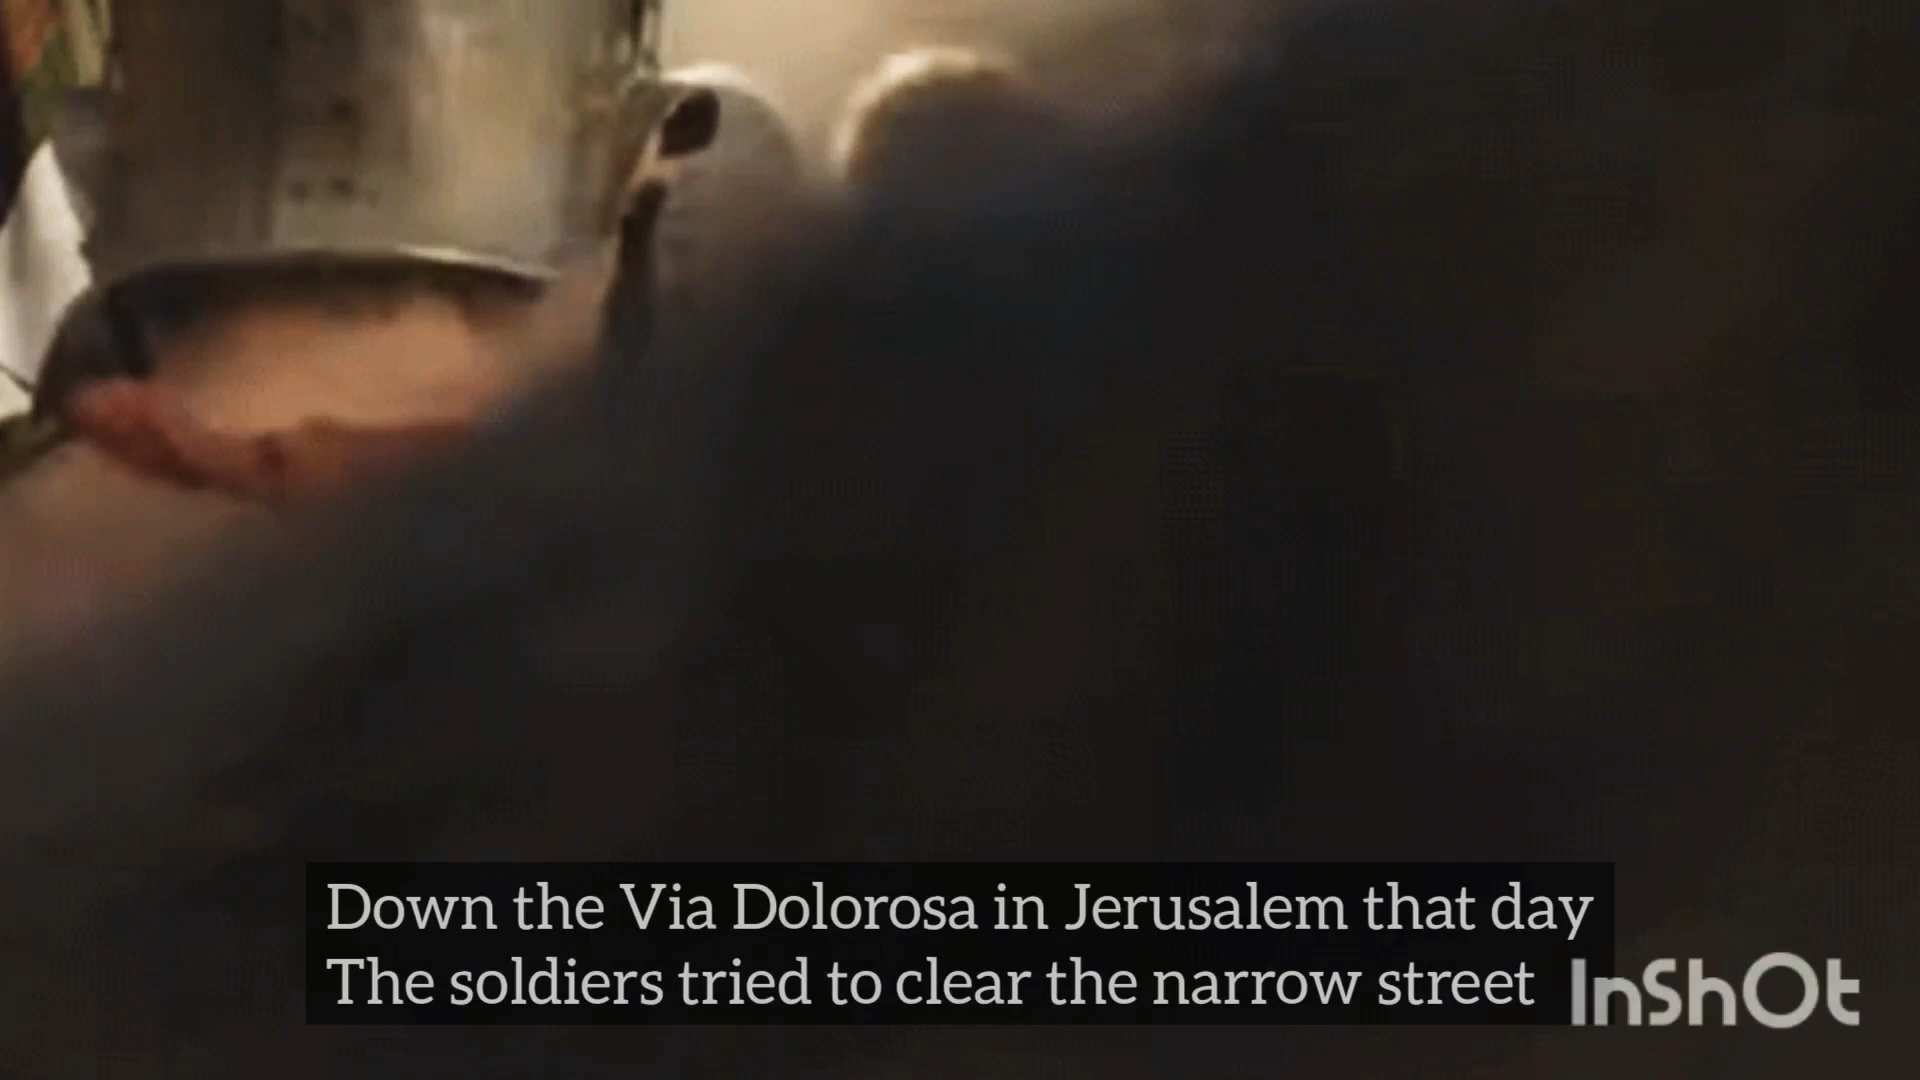 Down the Via Dolorosa in Jerusalem that day
The soldiers tried to clear the narrow street
InShOt